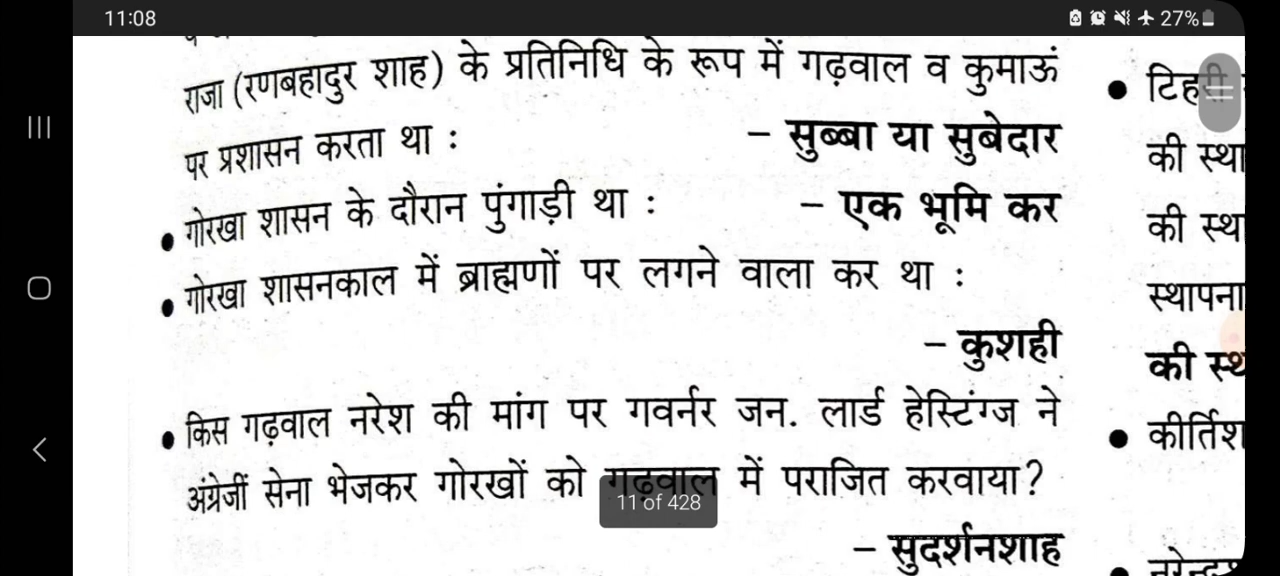 11:08
27%
राजा (रणबहादुर शाह) के प्रतिनिधि के रूप में गढ़वाल व कुमाऊं
पर प्रशासन करता था :
– सुब्बा या सुबेदार
• गोरखा शासन के दौरान पुंगाड़ी था :
– एक भूमि कर
• गोरखा शासनकाल में ब्राह्मणों पर लगने वाला कर था :
– कुशही
• किस गढ़वाल नरेश की मांग पर गवर्नर जन. लार्ड हेस्टिंग्ज ने
अंग्रेजीं सेना भेजकर गोरखों को गढ़वाल में पराजित करवाया?
11 of 428
– सुदर्शनशाह
•
की स्था
की स्था
स्थापना
की स्थ
• कीर्तिश